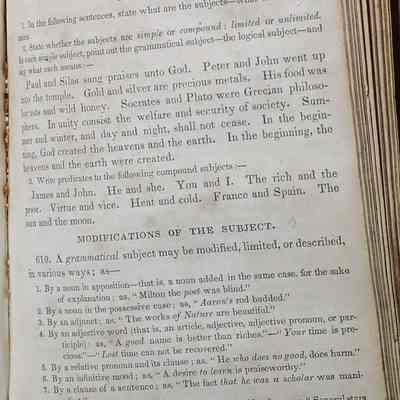 1. In the following sentences, state what are the subjects—what
2. State whether the subjects are simple or compound; limited or unlimited.
In each simple subject, point out the grammatical subject—the logical subject—and
say what each means:—
Paul and Silas sung praises unto God. Peter and John went up
into the temple. Gold and silver are precious metals. His food was
locusts and wild honey. Socrates and Plato were Grecian philoso-
phers. In unity consist the welfare and security of society. Sum-
mer and winter, and day and night, shall not cease. In the begin-
ning, God created the heavens and the earth. In the beginning, the
heavens and the earth were created.
3. Write predicates to the following compound subjects:—
James and John. He and she. You and I. The rich and the
poor. Virtue and vice. Heat and cold. France and Spain. The
sun and the moon.
MODIFICATIONS OF THE SUBJECT.
610. A grammatical subject may be modified, limited, or described,
in various ways; as—
1. By a noun in apposition—that is, a noun added in the same case, for the sake
of explanation; as, "Milton the poet was blind."
2. By a noun in the possessive case; as, "Aaron's rod budded."
3. By an adjunct; as, "The works of Nature are beautiful."
4. By an adjective word (that is, an article, adjective, adjective pronoun, or par-
ticiple): as, "A good name is better than riches."—"Your time is pre-
cious."—"Lost time can not be recovered."
5. By a relative pronoun and its clause; as, "He who does no good, does harm."
6. By an infinitive mood; as, "A desire to learn is praiseworthy."
7. By a clause of a sentence; as, "The fact that he was a scholar was mani-